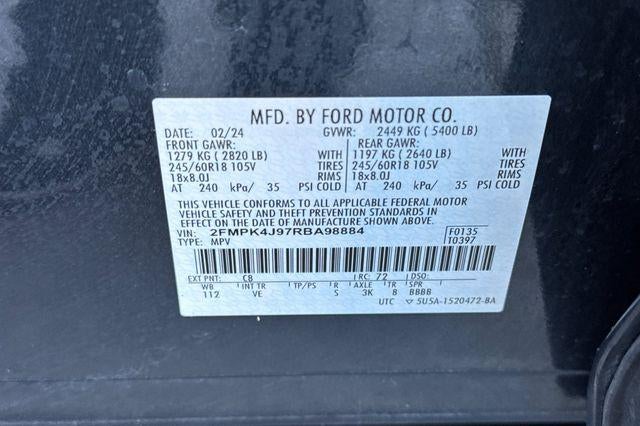 MFD. BY FORD MOTOR CO.
DATE: 02/24 GVWR: 2449 KG ( 5400 LB)
FRONT GAWR: REAR GAWR:
1279 KG ( 2820 LB) WITH 1197 KG ( 2640 LB) WITH
245/60R18 105V TIRES 245/60R18 105V TIRES
18x8.0J RIMS 18x8.0J RIMS
AT 240 kPa/ 35 PSI COLD AT 240 kPa/ 35 PSI COLD
THIS VEHICLE CONFORMS TO ALL APPLICABLE FEDERAL MOTOR
VEHICLE SAFETY AND THEFT PREVENTION STANDARDS IN
EFFECT ON THE DATE OF MANUFACTURE SHOWN ABOVE.
VIN: 2FMPK4J97RBA98884 F0135
TYPE: MPV T0397
EXT PNT: C8 RC: 72 DSO:
WB INT TR TP/PS R AXLE TR SPR
112 VE S 3K 8 BBBB
UTC ▽ 5U5A-1520472-BA